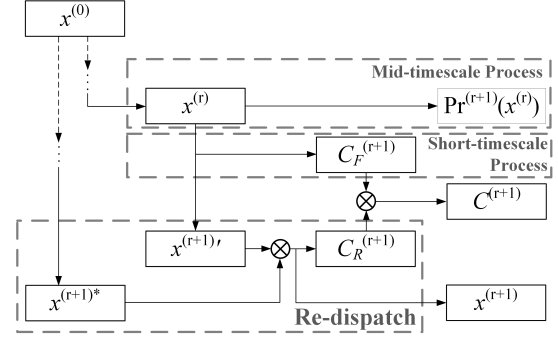 x^(0)
Mid-timescale Process
x^(r)
Pr^(r+1)(x^(r))
Short-timescale
Process
C_F^(r+1)
C^(r+1)
x^(r+1)′
C_R^(r+1)
x^(r+1)*
x^(r+1)
Re-dispatch